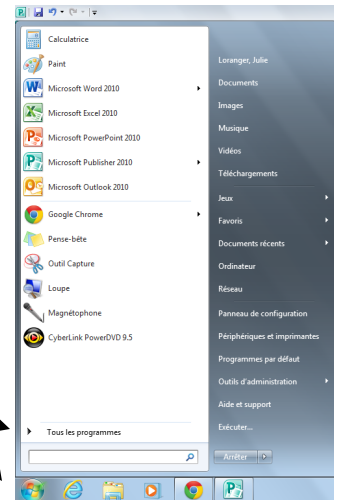 Calculatrice
Paint
Microsoft Word 2010
Microsoft Excel 2010
Microsoft PowerPoint 2010
Microsoft Publisher 2010
Microsoft Outlook 2010
Google Chrome
Pense-bête
Outil Capture
Loupe
Magnétophone
CyberLink PowerDVD 9.5
Tous les programmes
Loranger, Julie
Documents
Images
Musique
Vidéos
Téléchargements
Jeux
Favoris
Documents récents
Ordinateur
Réseau
Panneau de configuration
Périphériques et imprimantes
Programmes par défaut
Outils d'administration
Aide et support
Exécuter...
Arrêter